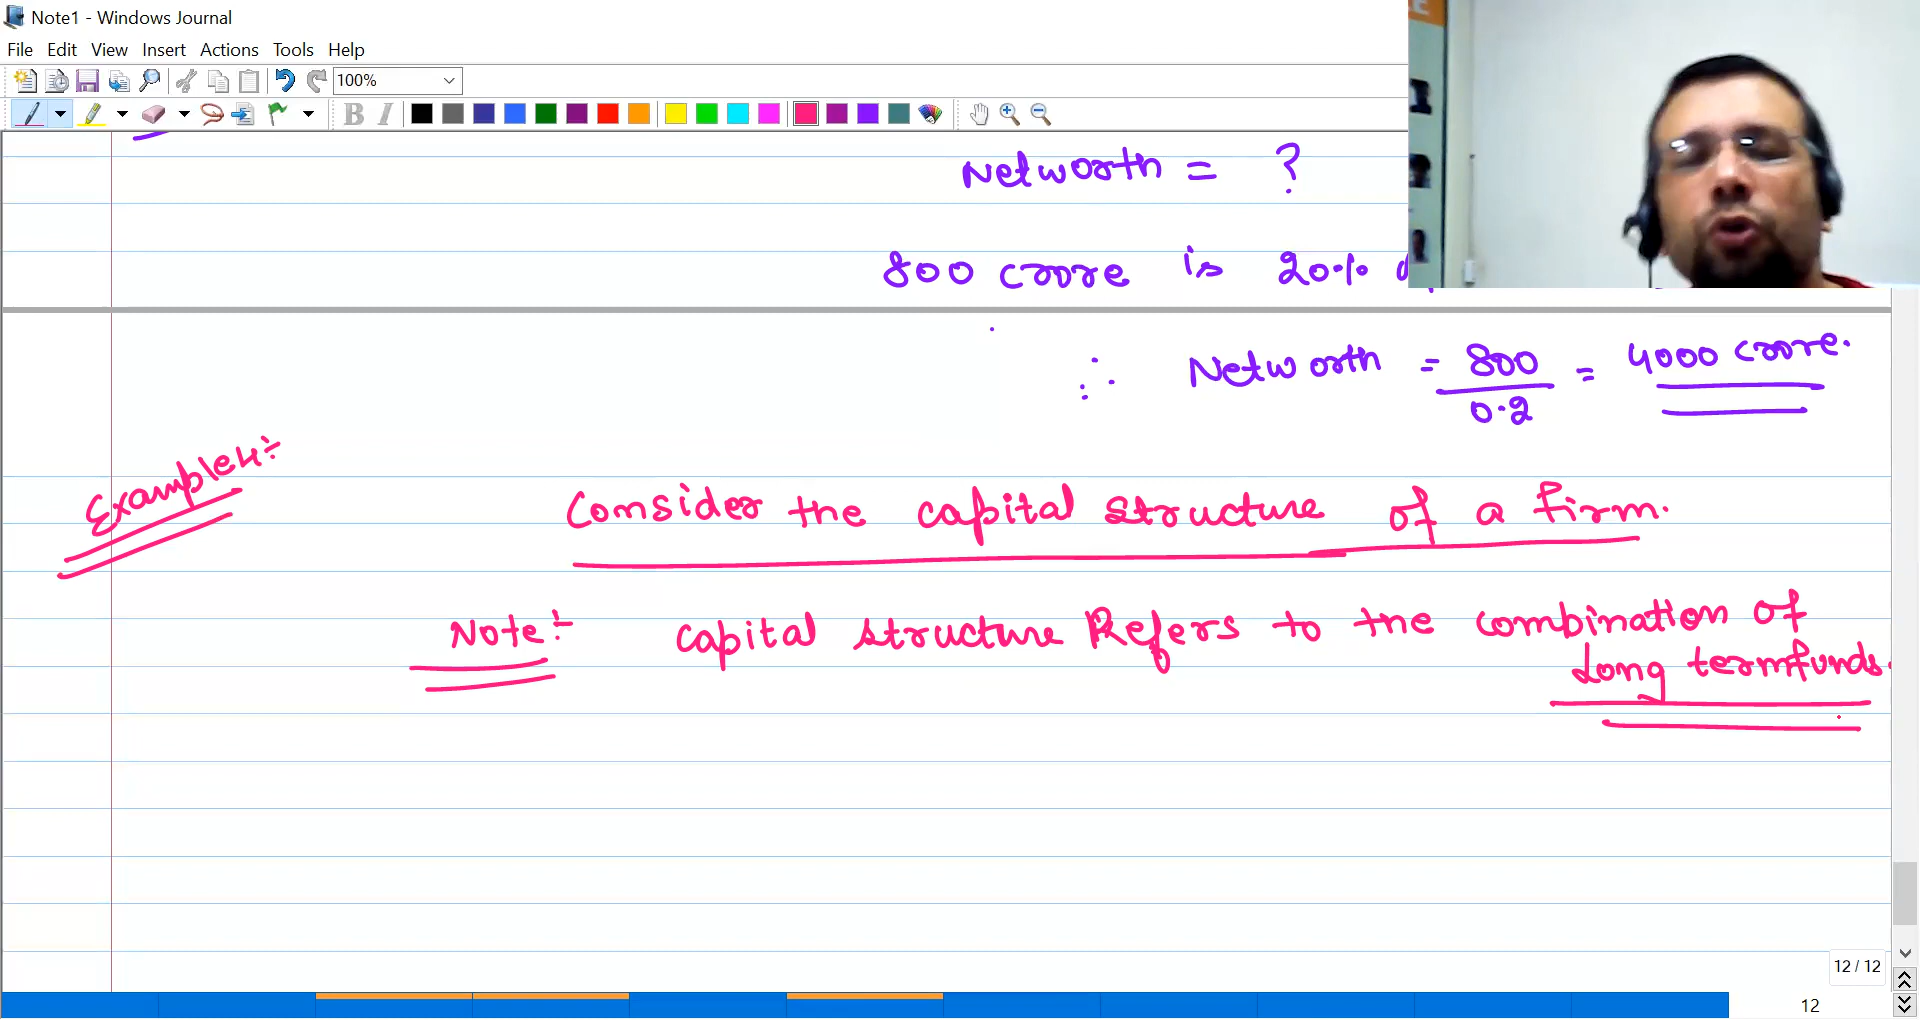 Note1 - Windows Journal
File Edit View Insert Actions Tools Help
100%
B I
Networth = ?
800 crore is 20%
∴ Networth = 800/0.2 = 4000 crore.
Example4:-
Consider the capital structure of a firm.
Note:- Capital structure Refers to the combination of
Long term funds.
12 / 12
12